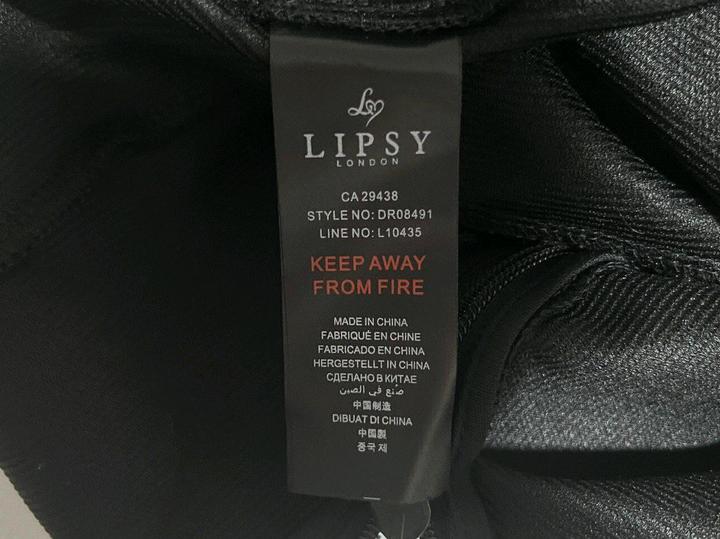 LIPSY
LONDON
CA 29438
STYLE NO: DR08491
LINE NO: L10435
KEEP AWAY
FROM FIRE
MADE IN CHINA
FABRIQUÉ EN CHINE
FABRICADO EN CHINA
HERGESTELLT IN CHINA
СДЕЛАНО В КИТАЕ
صنع في الصين
中国制造
DIBUAT DI CHINA
中国製
중국 제